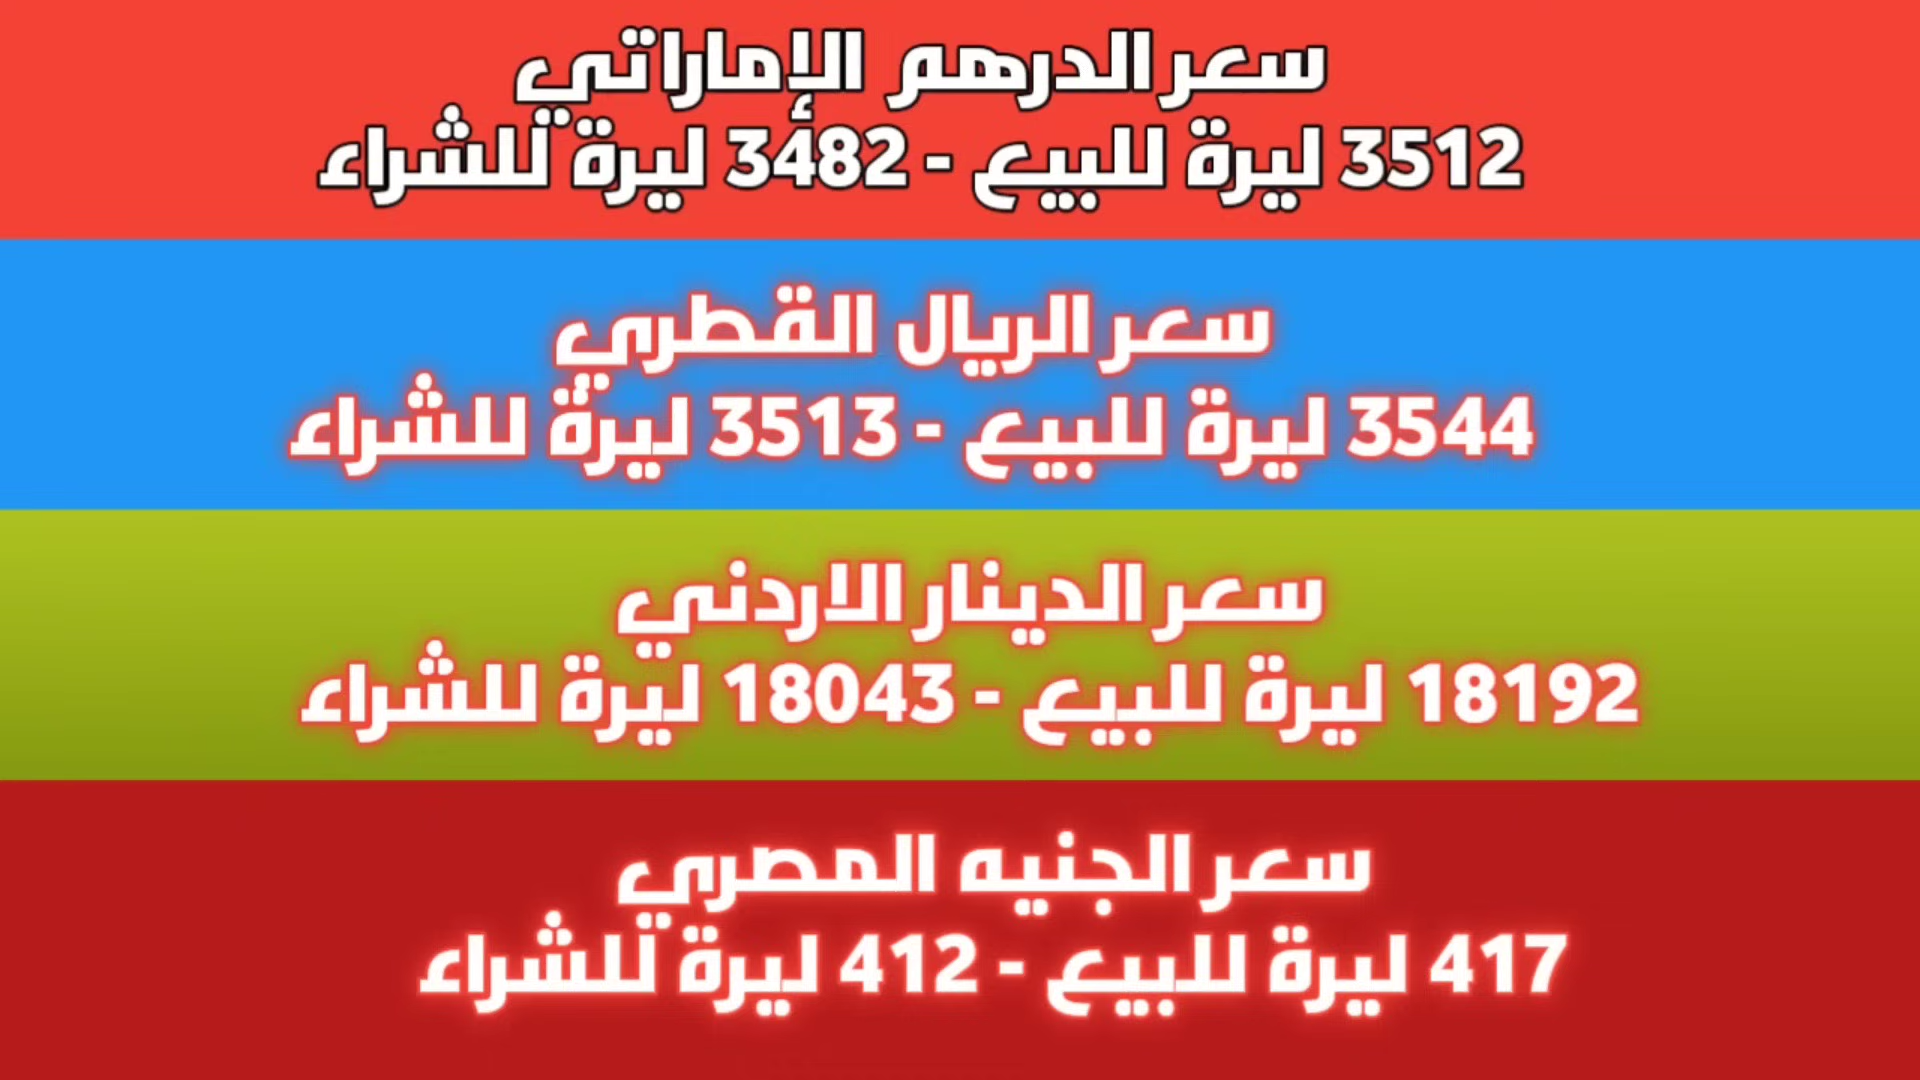 سعر الدرهم الإماراتي
3512 ليرة للبيع - 3482 ليرة للشراء
سعر الريال القطري
3544 ليرة للبيع - 3513 ليرة للشراء
سعر الدينار الاردني
18192 ليرة للبيع - 18043 ليرة للشراء
سعر الجنيه المصري
417 ليرة للبيع - 412 ليرة للشراء